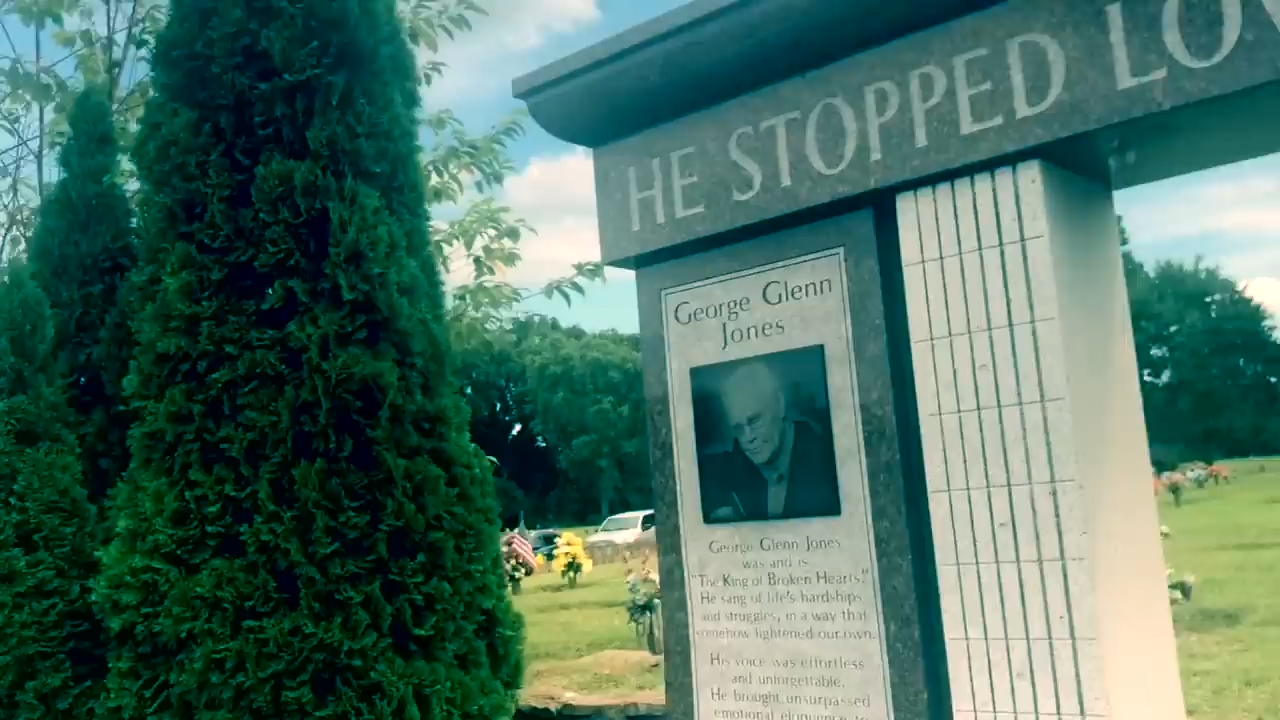 HE STOPPED LOV
George Glenn
Jones
George Glenn Jones
was and is
"The King of Broken Hearts."
He sang of life's hardships
and struggles, in a way that
somehow lightened our own.
His voice was effortless
and unforgettable.
He brought unsurpassed
emotional eloquence to